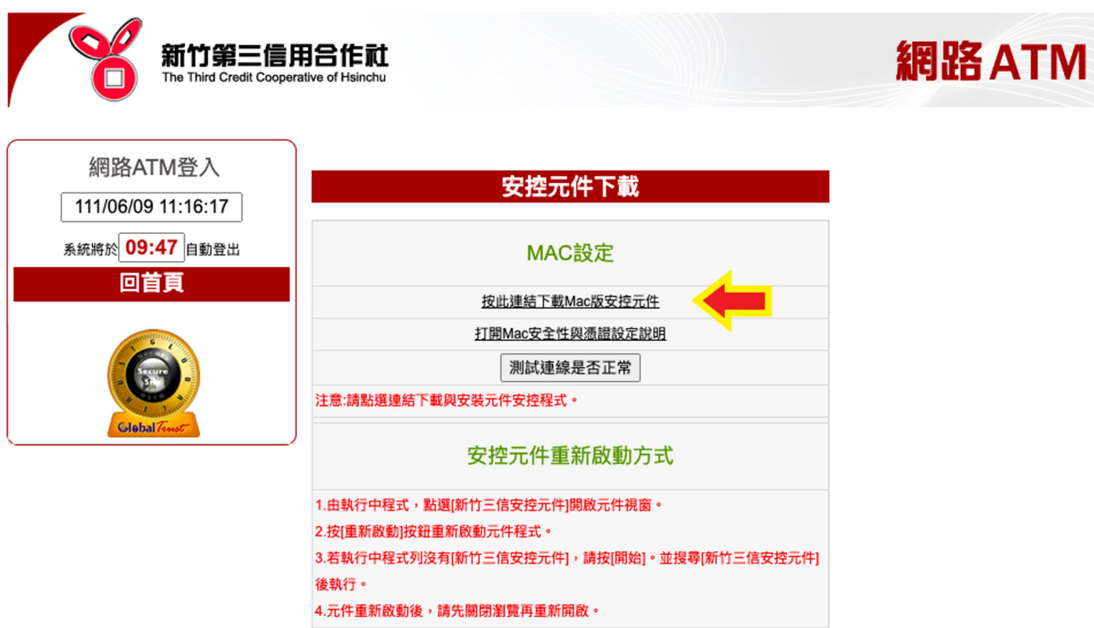 新竹第三信用合作社
The Third Credit Cooperative of Hsinchu
網路ATM
網路ATM登入
111/06/09 11:16:17
系統將於 09:47 自動登出
回首頁
Secure
Site
GlobalTrust
安控元件下載
MAC設定
按此連結下載Mac版安控元件
打開Mac安全性與憑證設定說明
測試連線是否正常
注意:請點選連結下載與安裝元件安控程式。
安控元件重新啟動方式
1.由執行中程式，點選[新竹三信安控元件]開啟元件視窗。
2.按[重新啟動]按鈕重新啟動元件程式。
3.若執行中程式列沒有[新竹三信安控元件]，請按[開始]。並搜尋[新竹三信安控元件]
後執行。
4.元件重新啟動後，請先關閉瀏覽再重新開啟。